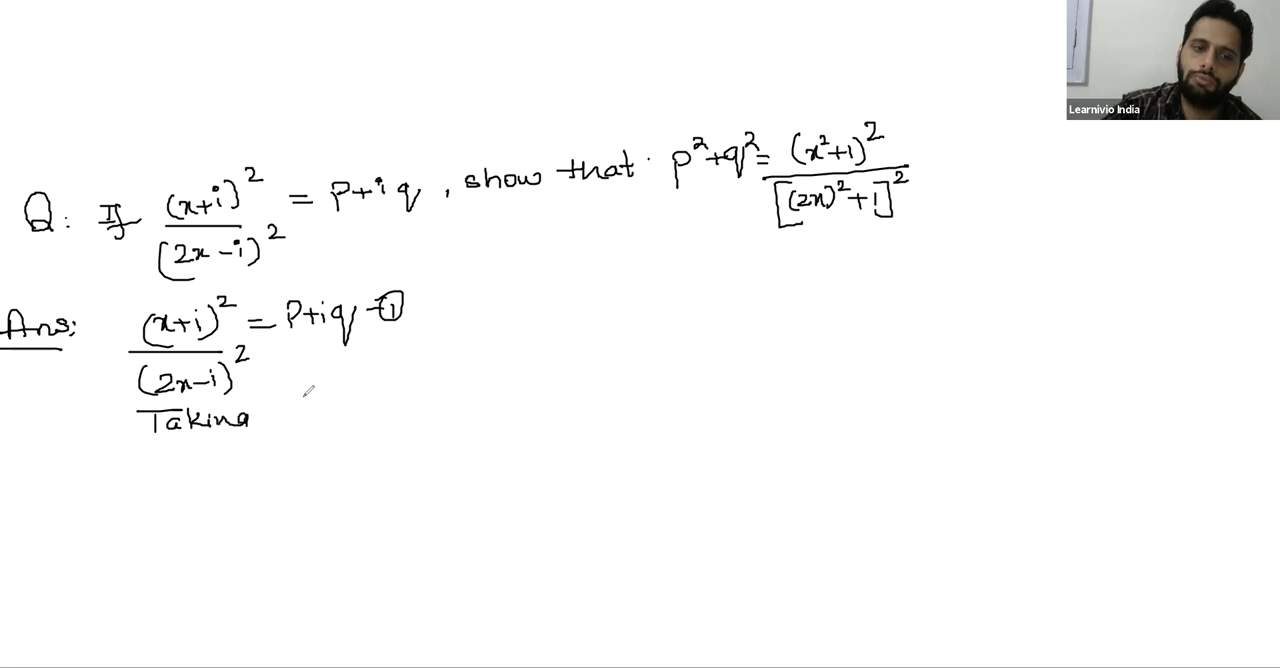 Learnivio India
Q: If (x+i)² / (2x-i)² = P+iq, show that. p²+q² = (x²+1)² / [(2x)²+1]²
Ans: (x+i)² / (2x-i)² = P+iq -①
Taking